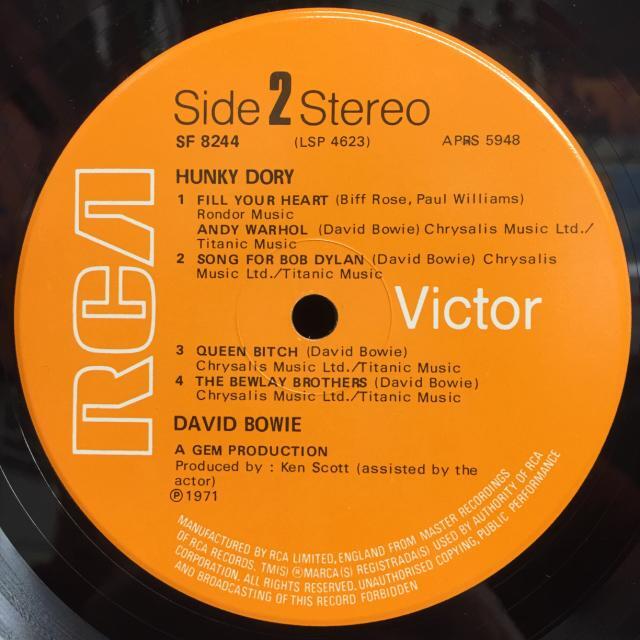 Side 2 Stereo
SF 8244 (LSP 4623) APRS 5948
HUNKY DORY
1 FILL YOUR HEART (Biff Rose, Paul Williams)
Rondor Music
ANDY WARHOL (David Bowie) Chrysalis Music Ltd./
Titanic Music
2 SONG FOR BOB DYLAN (David Bowie) Chrysalis
Music Ltd./Titanic Music
RCA
Victor
3 QUEEN BITCH (David Bowie)
Chrysalis Music Ltd./Titanic Music
4 THE BEWLAY BROTHERS (David Bowie)
Chrysalis Music Ltd./Titanic Music
DAVID BOWIE
A GEM PRODUCTION
Produced by : Ken Scott (assisted by the
actor)
℗ 1971
MANUFACTURED BY RCA LIMITED, ENGLAND FROM MASTER RECORDINGS
OF RCA RECORDS. TM(S) ® MARCA(S) REGISTRADA(S) USED BY AUTHORITY OF RCA
CORPORATION. ALL RIGHTS RESERVED. UNAUTHORISED COPYING, PUBLIC PERFORMANCE
AND BROADCASTING OF THIS RECORD FORBIDDEN